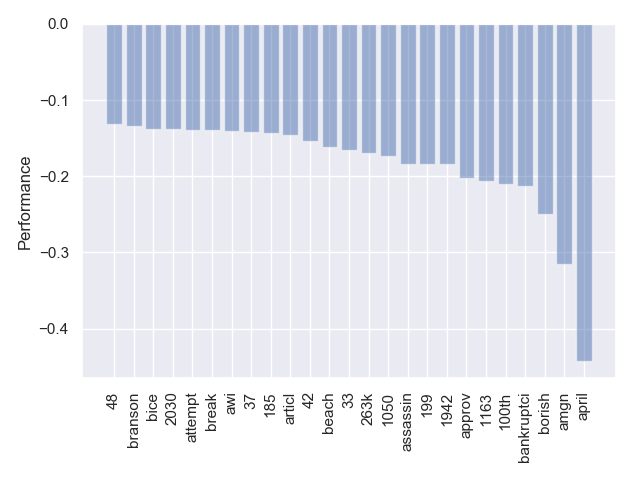 0.0
−0.1
−0.2
−0.3
−0.4
Performance
48
branson
bice
2030
attempt
break
awi
37
185
articl
42
beach
33
263k
1050
assassin
199
1942
approv
1163
100th
bankruptci
borish
amgn
april